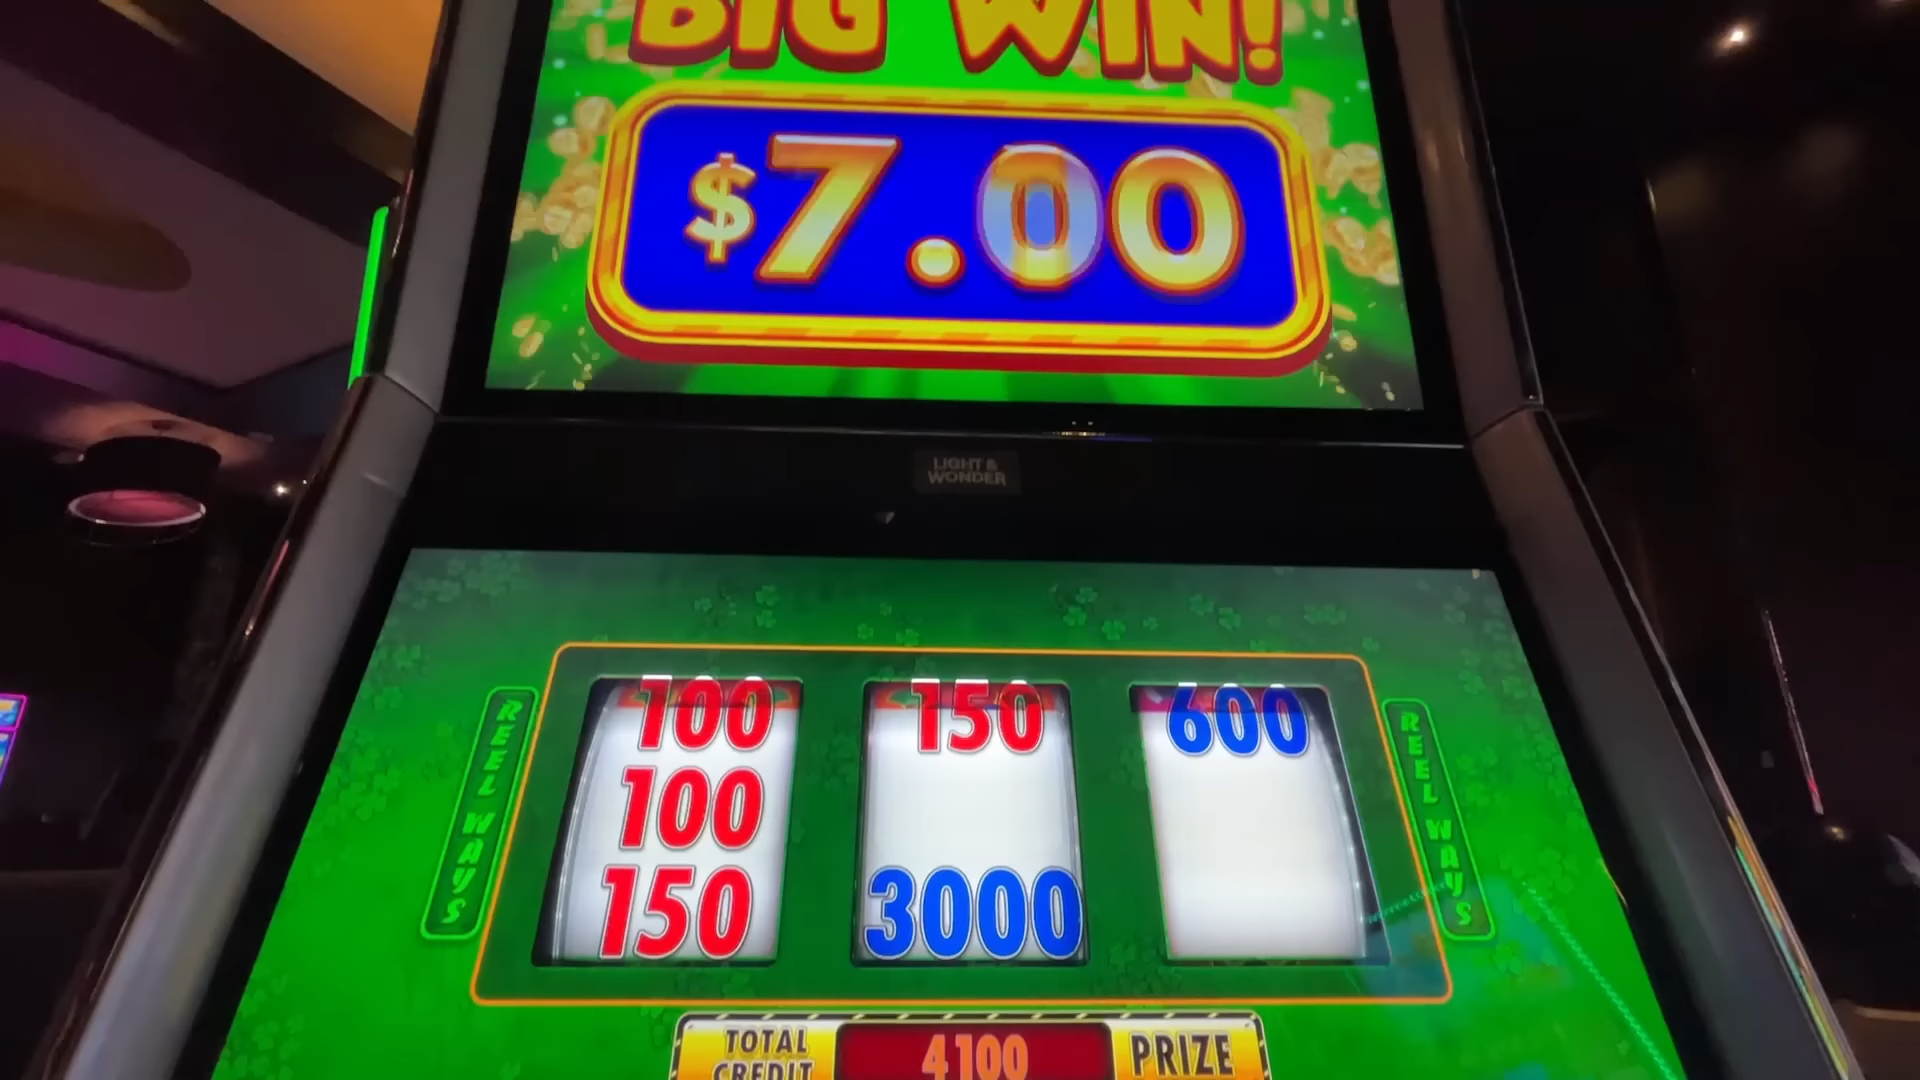 BIG WIN!
$7.00
LIGHT &
WONDER
100 150 600
100
150 3000
REEL WAYS
REEL WAYS
TOTAL CREDIT 4100 PRIZE